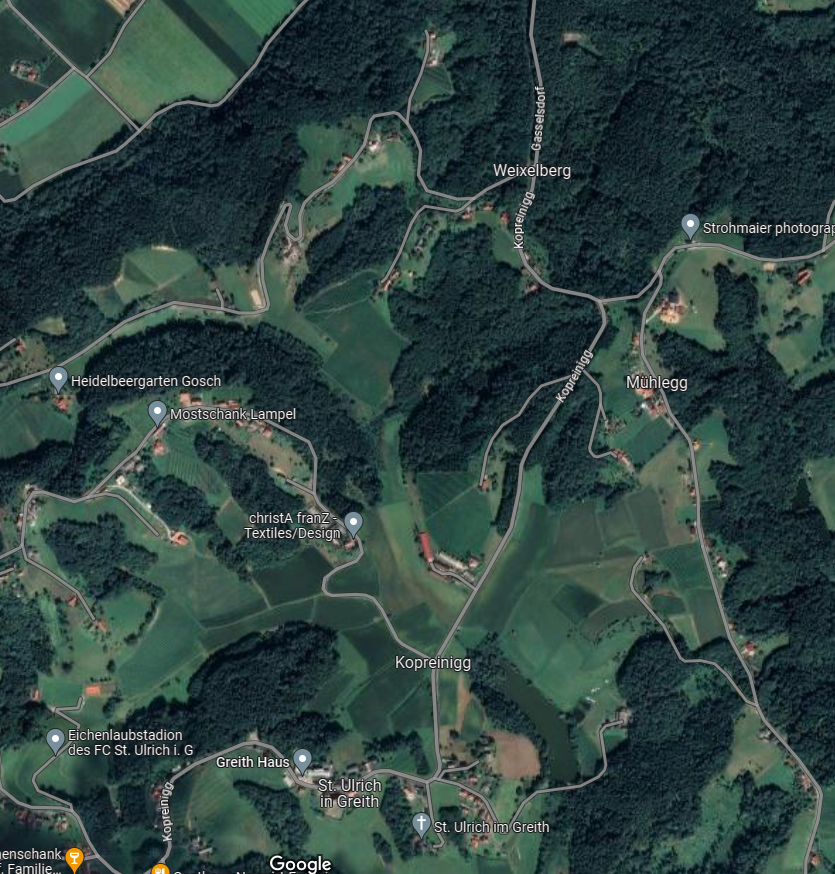 Gasselsdorf
Weixelberg
Kopreinigg
Strohmaier photograp
Kopreinigg
Mühlegg
Heidelbeergarten Gosch
Mostschank Lampel
christA franZ -
Textiles/Design
Kopreinigg
Eichenlaubstadion
des FC St. Ulrich i. G
Greith Haus
St. Ulrich
in Greith
Kopreinigg
St. Ulrich im Greith
Familie...
Google